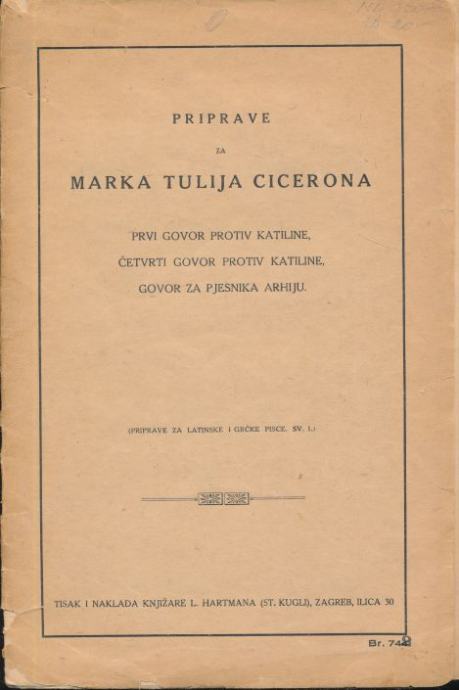 PRIPRAVE
ZA
MARKA TULIJA CICERONA
PRVI GOVOR PROTIV KATILINE,
ČETVRTI GOVOR PROTIV KATILINE,
GOVOR ZA PJESNIKA ARHIJU.
(PRIPRAVE ZA LATINSKE I GRČKE PISCE. SV. I.)
TISAK I NAKLADA KNJIŽARE L. HARTMANA (ST. KUGLI), ZAGREB, ILICA 30
Br.